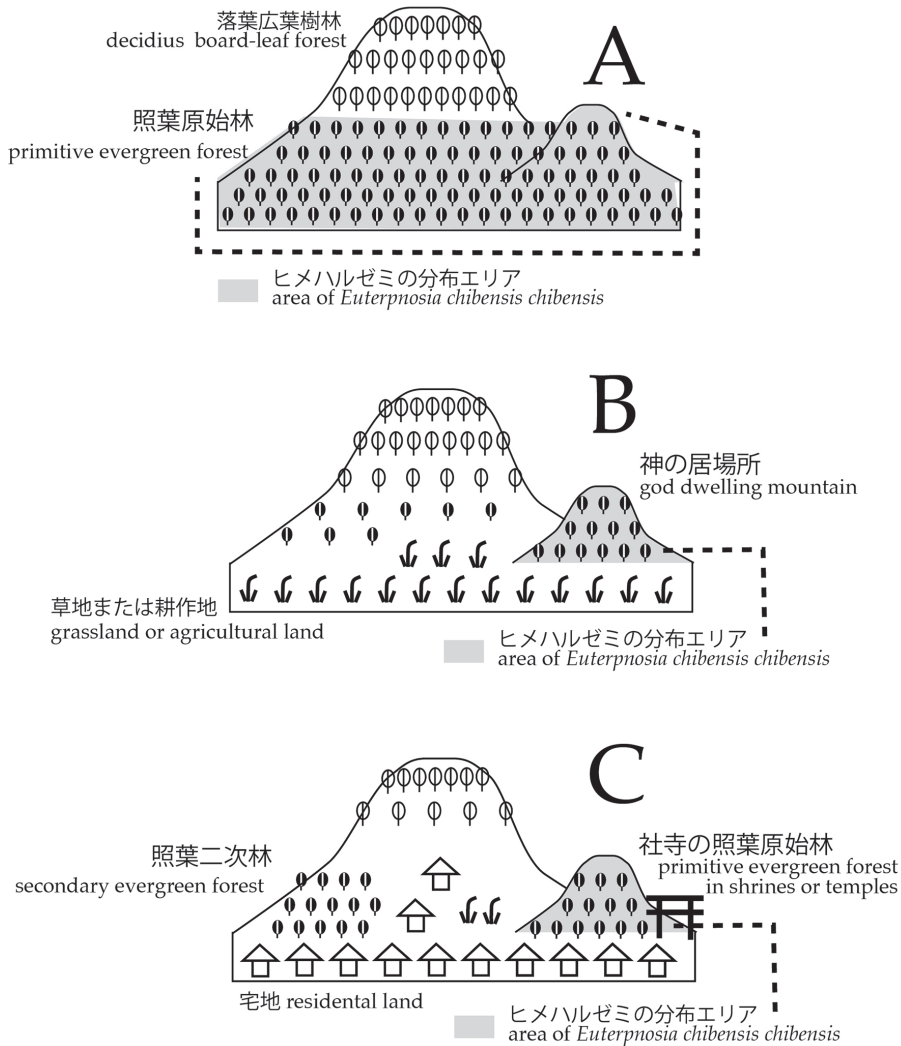 落葉広葉樹林
decidius board-leaf forest
A
照葉原始林
primitive evergreen forest
ヒメハルゼミの分布エリア
area of Euterpnosia chibensis chibensis
B
神の居場所
god dwelling mountain
草地または耕作地
grassland or agricultural land
ヒメハルゼミの分布エリア
area of Euterpnosia chibensis chibensis
C
照葉二次林
secondary evergreen forest
社寺の照葉原始林
primitive evergreen forest
in shrines or temples
宅地 residental land
ヒメハルゼミの分布エリア
area of Euterpnosia chibensis chibensis